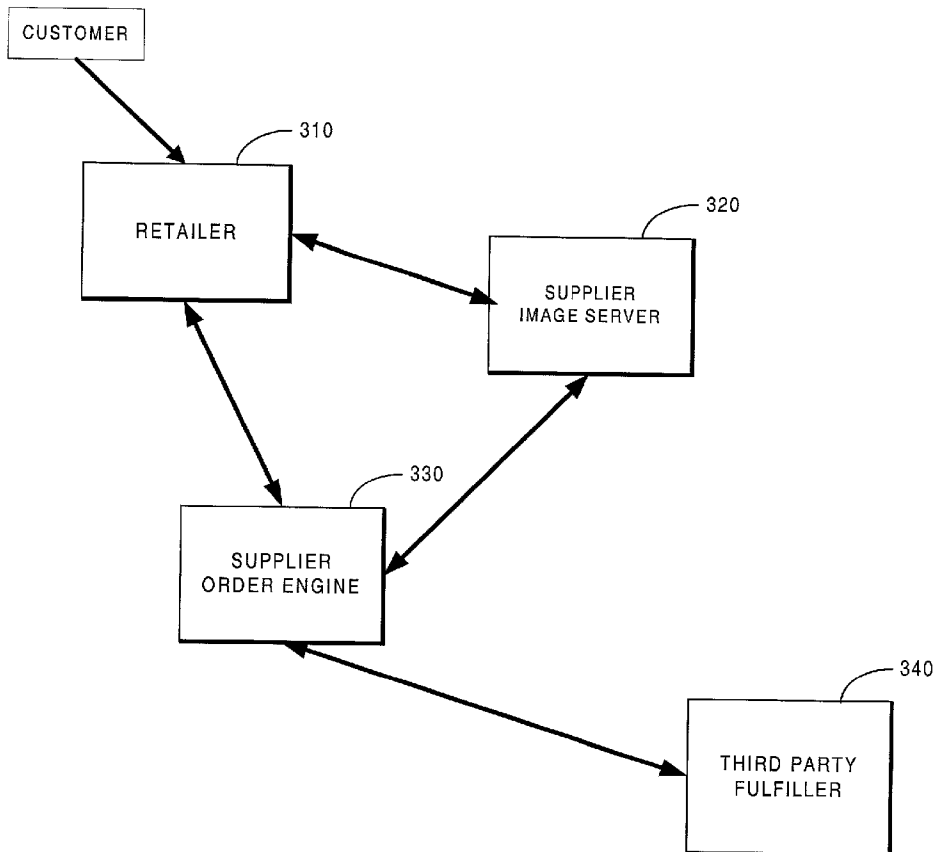 CUSTOMER
310
RETAILER
320
SUPPLIER
IMAGE SERVER
330
SUPPLIER
ORDER ENGINE
340
THIRD PARTY
FULFILLER